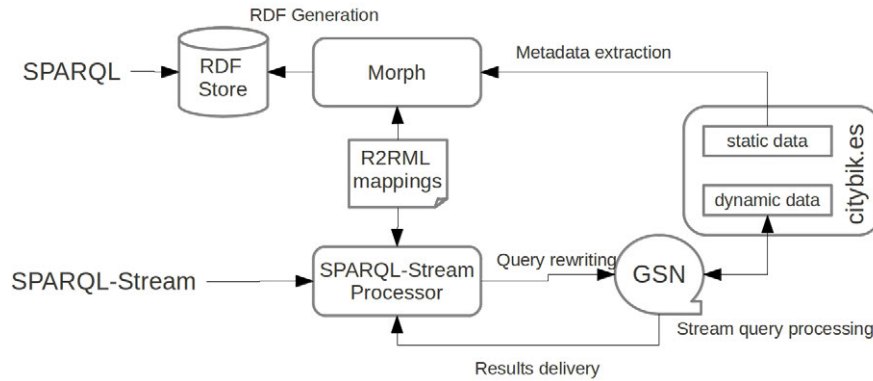 RDF Generation
SPARQL
RDF
Store
Morph
Metadata extraction
static data
dynamic data
citybik.es
R2RML
mappings
SPARQL-Stream
SPARQL-Stream
Processor
Query rewriting
GSN
Stream query processing
Results delivery